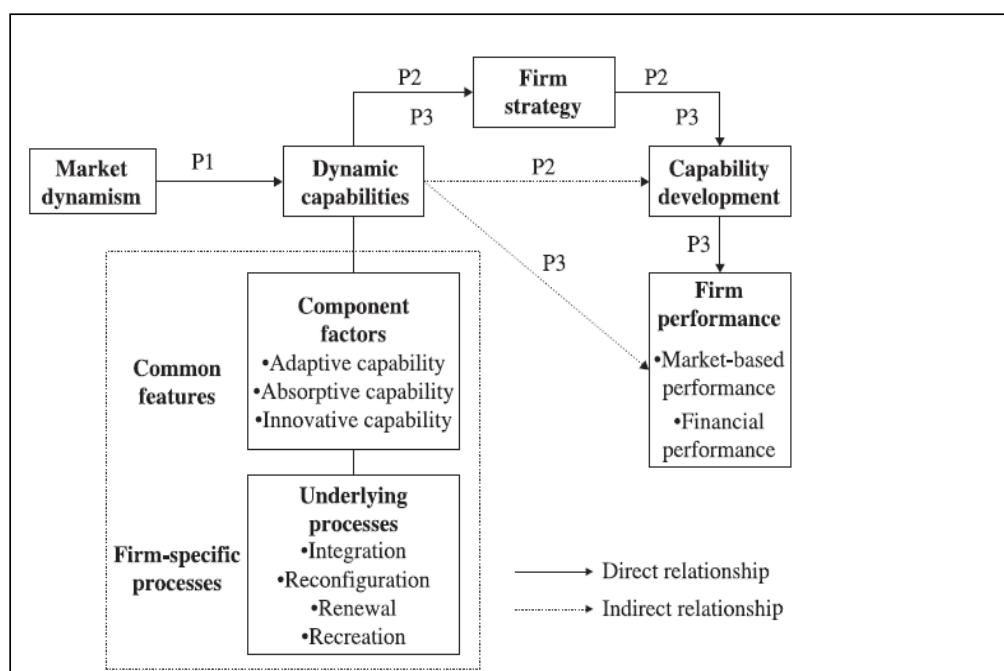 P2
Firm
strategy
P2
P3
P3
Market
dynamism
P1
Dynamic
capabilities
P2
Capability
development
P3
P3
Component
factors
•Adaptive capability
•Absorptive capability
•Innovative capability
Common
features
Firm
performance
•Market-based
performance
•Financial
performance
Underlying
processes
•Integration
•Reconfiguration
•Renewal
•Recreation
Firm-specific
processes
Direct relationship
Indirect relationship